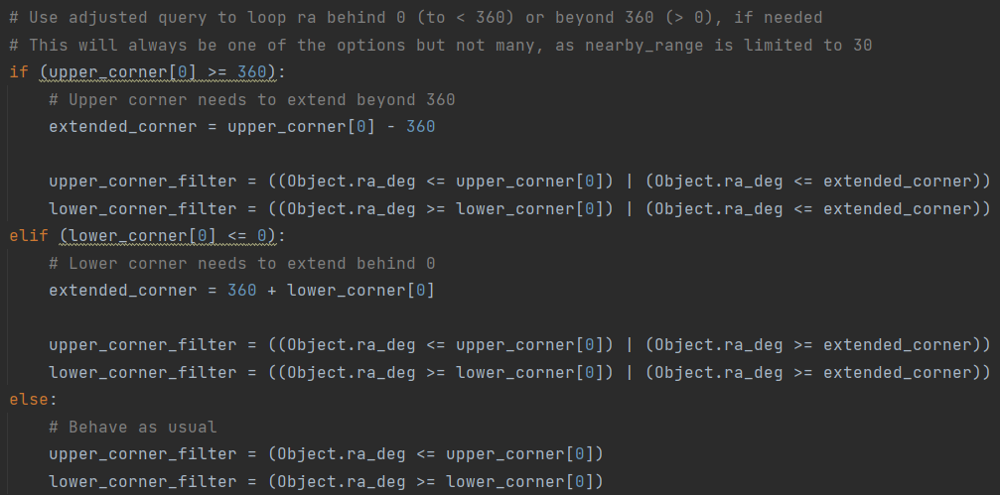 # Use adjusted query to loop ra behind 0 (to < 360) or beyond 360 (> 0), if needed
# This will always be one of the options but not many, as nearby_range is limited to 30
if (upper_corner[0] >= 360):
    # Upper corner needs to extend beyond 360
    extended_corner = upper_corner[0] - 360

    upper_corner_filter = ((Object.ra_deg <= upper_corner[0]) | (Object.ra_deg <= extended_corner))
    lower_corner_filter = ((Object.ra_deg >= lower_corner[0]) | (Object.ra_deg <= extended_corner))
elif (lower_corner[0] <= 0):
    # Lower corner needs to extend behind 0
    extended_corner = 360 + lower_corner[0]

    upper_corner_filter = ((Object.ra_deg <= upper_corner[0]) | (Object.ra_deg >= extended_corner))
    lower_corner_filter = ((Object.ra_deg >= lower_corner[0]) | (Object.ra_deg >= extended_corner))
else:
    # Behave as usual
    upper_corner_filter = (Object.ra_deg <= upper_corner[0])
    lower_corner_filter = (Object.ra_deg >= lower_corner[0])